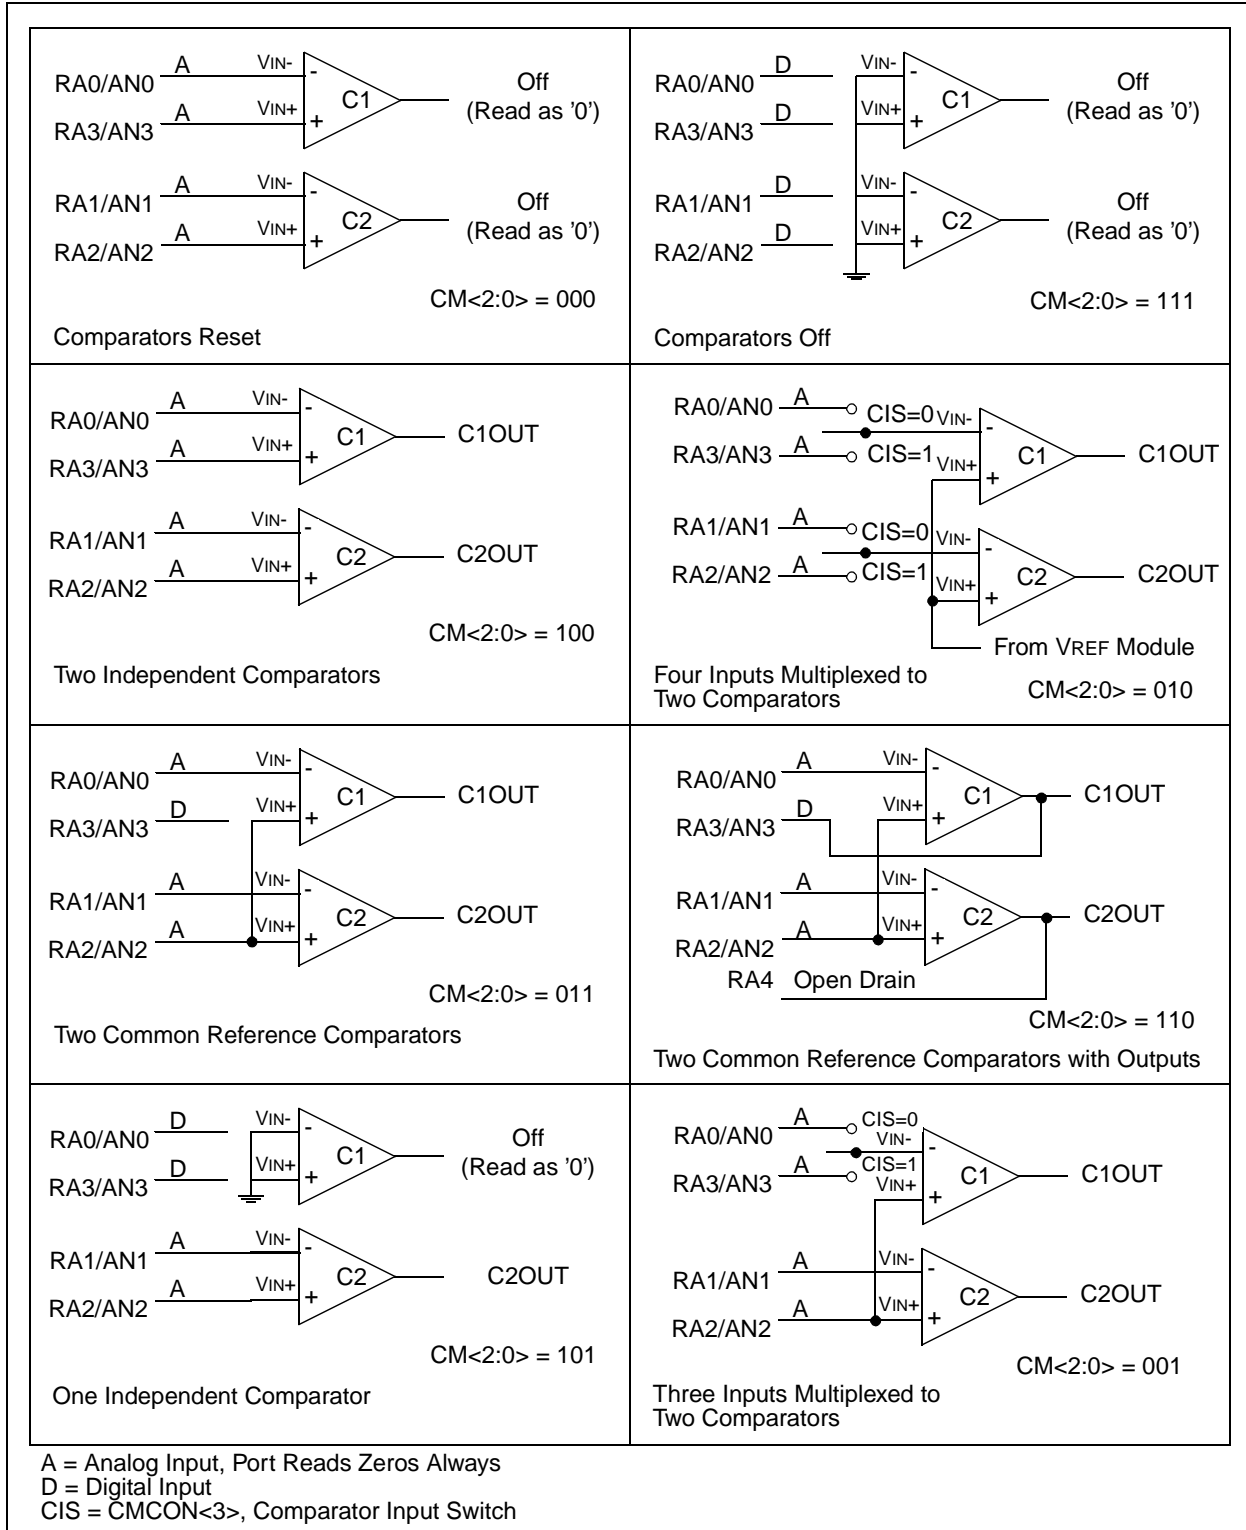 A VIN-
RA0/AN0 - Off
C1 (Read as '0')
A VIN+
RA3/AN3 +
A VIN-
RA1/AN1 - Off
C2 (Read as '0')
A VIN+
RA2/AN2 +
CM<2:0> = 000
Comparators Reset
D VIN-
RA0/AN0 - Off
C1 (Read as '0')
D VIN+
RA3/AN3 +
D VIN-
RA1/AN1 - Off
C2 (Read as '0')
D VIN+
RA2/AN2 +
CM<2:0> = 111
Comparators Off
A VIN-
RA0/AN0 -
C1 C1OUT
A VIN+
RA3/AN3 +
A VIN-
RA1/AN1 -
C2 C2OUT
A VIN+
RA2/AN2 +
CM<2:0> = 100
Two Independent Comparators
RA0/AN0 A CIS=0 VIN-
-
C1 C1OUT
RA3/AN3 A CIS=1 VIN+
+
RA1/AN1 A CIS=0 VIN-
-
C2 C2OUT
RA2/AN2 A CIS=1 VIN+
+
From VREF Module
Four Inputs Multiplexed to
Two Comparators
CM<2:0> = 010
A VIN-
RA0/AN0 -
C1 C1OUT
D VIN+
RA3/AN3 +
A VIN-
RA1/AN1 -
C2 C2OUT
A VIN+
RA2/AN2 +
CM<2:0> = 011
Two Common Reference Comparators
A VIN-
RA0/AN0 -
C1 C1OUT
D VIN+
RA3/AN3 +
A VIN-
RA1/AN1 -
C2 C2OUT
A VIN+
RA2/AN2 +
RA4 Open Drain
CM<2:0> = 110
Two Common Reference Comparators with Outputs
D VIN-
RA0/AN0 - Off
C1 (Read as '0')
D VIN+
RA3/AN3 +
A VIN-
RA1/AN1 -
C2 C2OUT
A VIN+
RA2/AN2 +
CM<2:0> = 101
One Independent Comparator
RA0/AN0 A CIS=0
VIN-
-
C1 C1OUT
RA3/AN3 A CIS=1
VIN+
+
A VIN-
RA1/AN1 -
C2 C2OUT
A VIN+
RA2/AN2 +
CM<2:0> = 001
Three Inputs Multiplexed to
Two Comparators
A = Analog Input, Port Reads Zeros Always
D = Digital Input
CIS = CMCON<3>, Comparator Input Switch